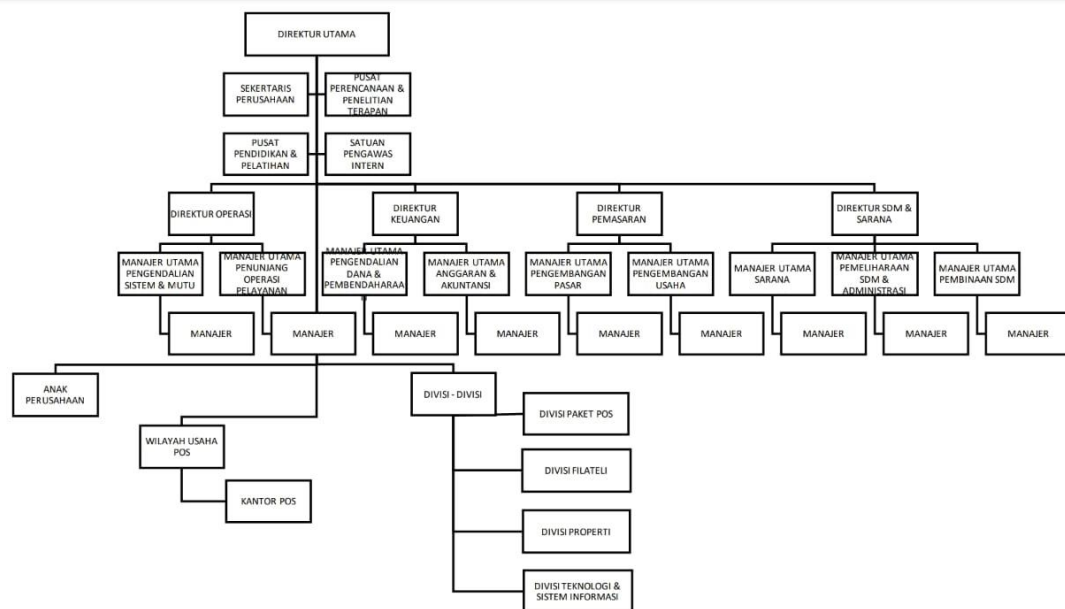 DIREKTUR UTAMA
SEKERTARIS
PERUSAHAAN
PUSAT
PERENCANAAN &
PENELITIAN
TERAPAN
PUSAT
PENDIDIKAN &
PELATIHAN
SATUAN
PENGAWAS
INTERN
DIREKTUR OPERASI
DIREKTUR
KEUANGAN
DIREKTUR
PEMASARAN
DIREKTUR SDM &
SARANA
MANAJER UTAMA
PENGENDALIAN
SISTEM & MUTU
MANAJER UTAMA
PENUNJANG
OPERASI
PELAYANAN
MANAJER UTAMA
PENGENDALIAN
DANA &
PEMBENDAHARAA
N
MANAJER UTAMA
ANGGARAN &
AKUNTANSI
MANAJER UTAMA
PENGEMBANGAN
PASAR
MANAJER UTAMA
PENGEMBANGAN
USAHA
MANAJER UTAMA
SARANA
MANAJER UTAMA
PEMELIHARAAN
SDM &
ADMINISTRASI
MANAJER UTAMA
PEMBINAAN SDM
MANAJER
MANAJER
MANAJER
MANAJER
MANAJER
MANAJER
MANAJER
MANAJER
MANAJER
ANAK
PERUSAHAAN
DIVISI - DIVISI
DIVISI PAKET POS
WILAYAH USAHA
POS
DIVISI FILATELI
KANTOR POS
DIVISI PROPERTI
DIVISI TEKNOLOGI &
SISTEM INFORMASI